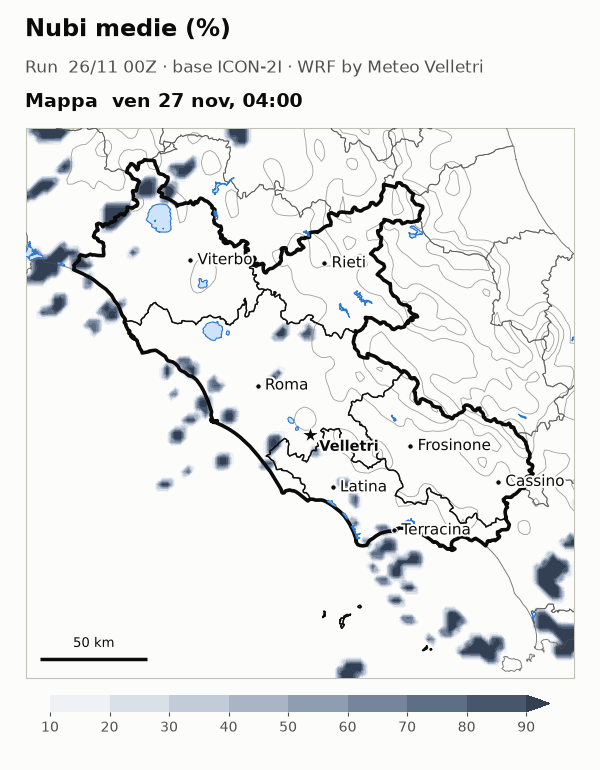 Nubi medie (%)
Run  26/11 00Z · base ICON-2I · WRF by Meteo Velletri
Mappa  ven 27 nov, 04:00
Viterbo
Rieti
Roma
Velletri
Frosinone
Cassino
Latina
Terracina
50 km
10 20 30 40 50 60 70 80 90